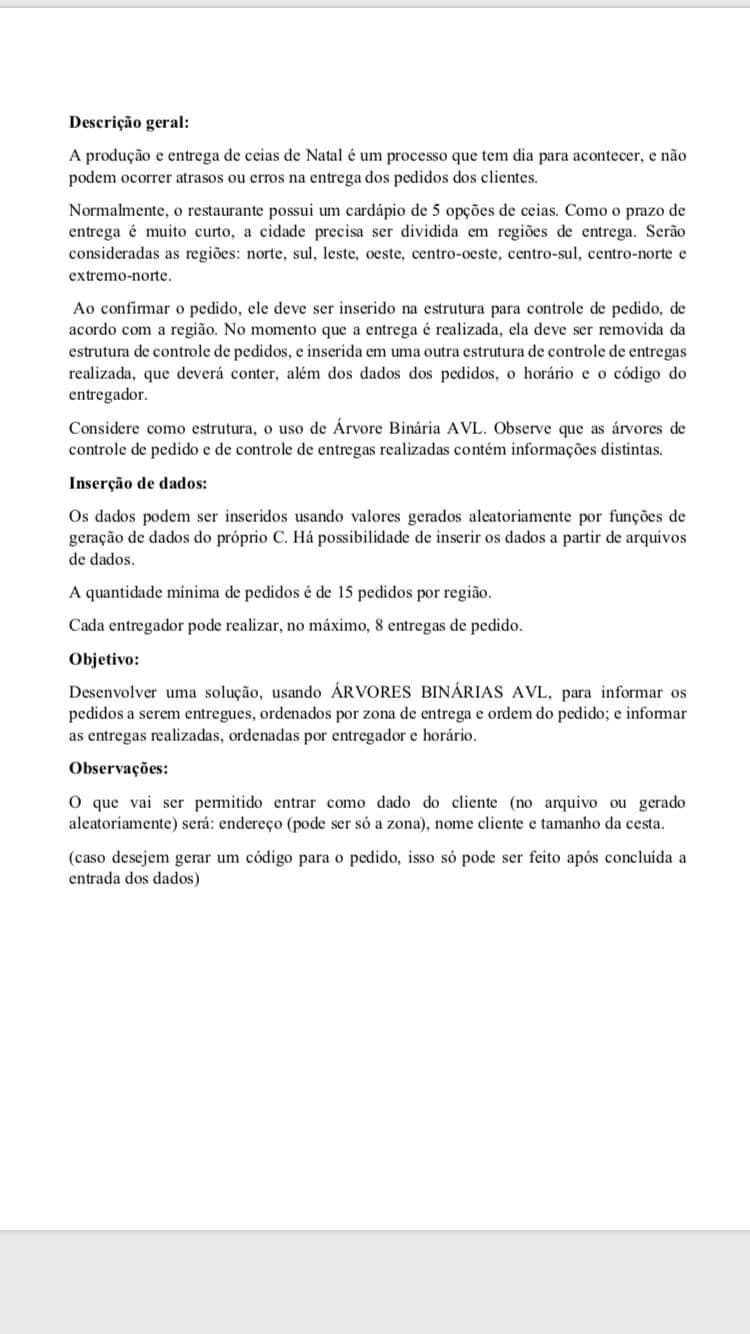 Descrição geral:
A produção e entrega de ceias de Natal é um processo que tem dia para acontecer, e não
podem ocorrer atrasos ou erros na entrega dos pedidos dos clientes.
Normalmente, o restaurante possui um cardápio de 5 opções de ceias. Como o prazo de
entrega é muito curto, a cidade precisa ser dividida em regiões de entrega. Serão
consideradas as regiões: norte, sul, leste, oeste, centro-oeste, centro-sul, centro-norte e
extremo-norte.
Ao confirmar o pedido, ele deve ser inserido na estrutura para controle de pedido, de
acordo com a região. No momento que a entrega é realizada, ela deve ser removida da
estrutura de controle de pedidos, e inserida em uma outra estrutura de controle de entregas
realizada, que deverá conter, além dos dados dos pedidos, o horário e o código do
entregador.
Considere como estrutura, o uso de Árvore Binária AVL. Observe que as árvores de
controle de pedido e de controle de entregas realizadas contém informações distintas.
Inserção de dados:
Os dados podem ser inseridos usando valores gerados aleatoriamente por funções de
geração de dados do próprio C. Há possibilidade de inserir os dados a partir de arquivos
de dados.
A quantidade mínima de pedidos é de 15 pedidos por região.
Cada entregador pode realizar, no máximo, 8 entregas de pedido.
Objetivo:
Desenvolver uma solução, usando ÁRVORES BINÁRIAS AVL, para informar os
pedidos a serem entregues, ordenados por zona de entrega e ordem do pedido; e informar
as entregas realizadas, ordenadas por entregador e horário.
Observações:
O que vai ser permitido entrar como dado do cliente (no arquivo ou gerado
aleatoriamente) será: endereço (pode ser só a zona), nome cliente e tamanho da cesta.
(caso desejem gerar um código para o pedido, isso só pode ser feito após concluída a
entrada dos dados)